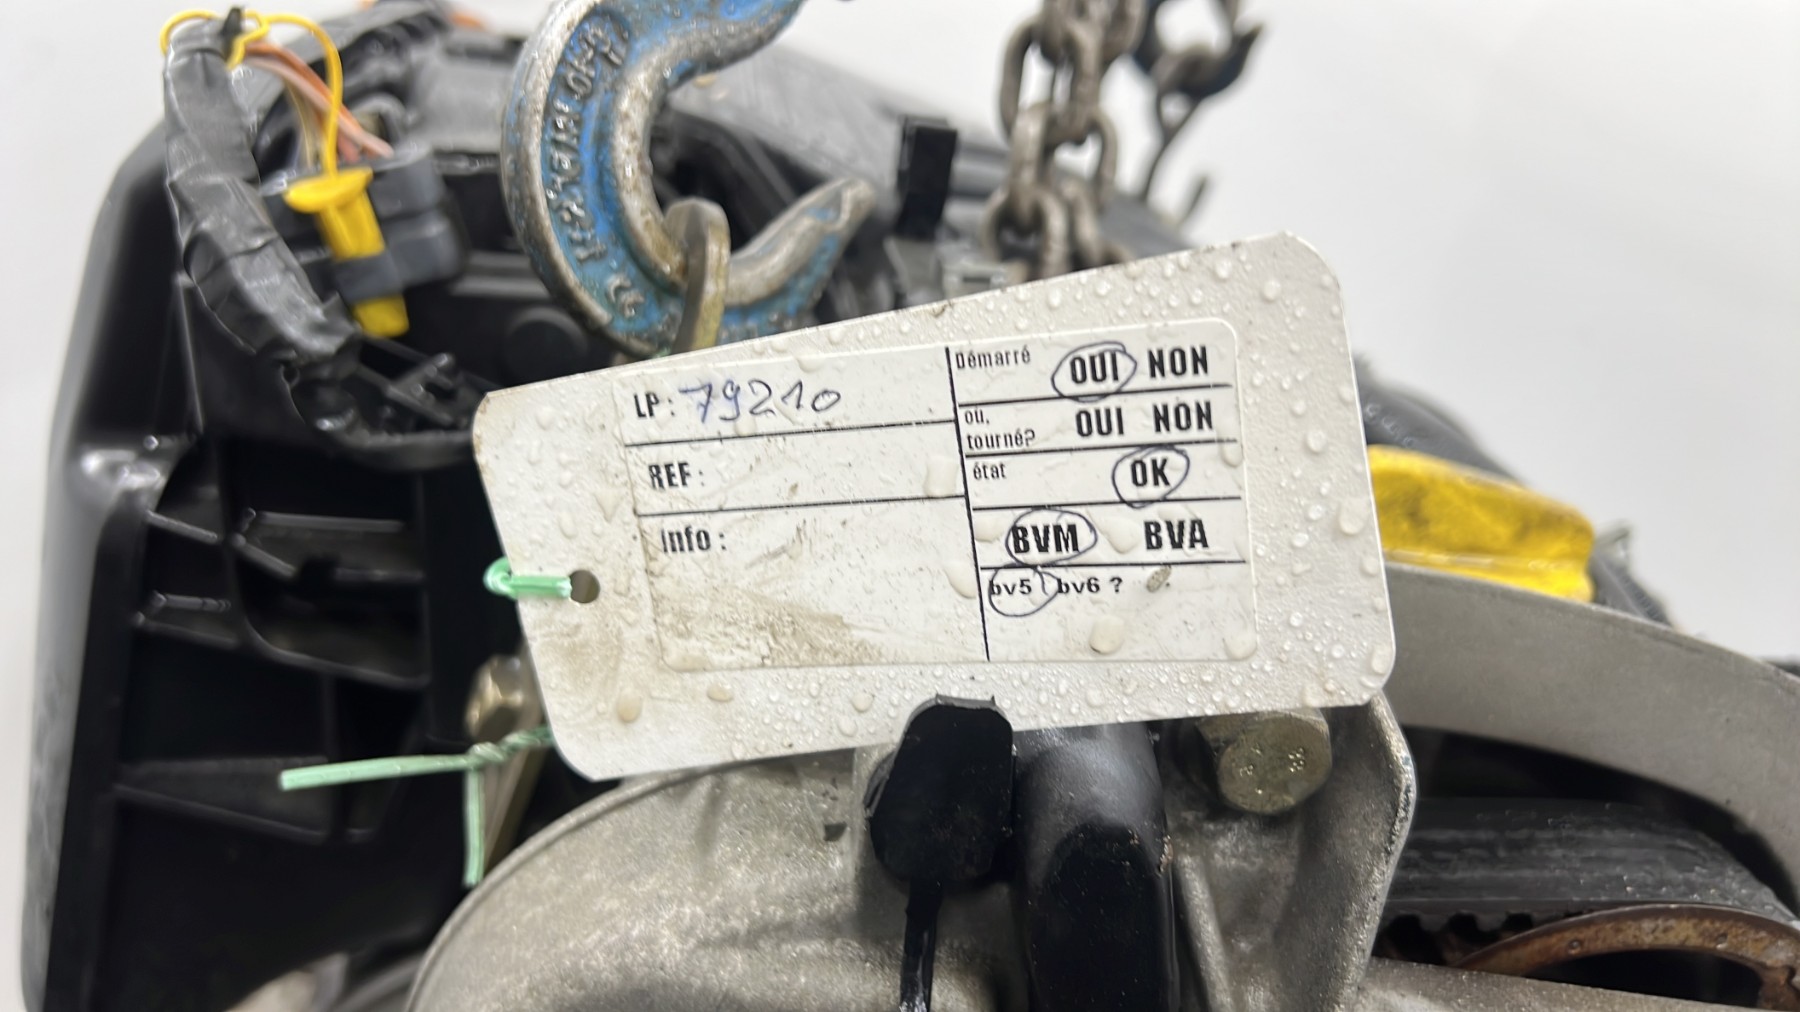 LP : 79210
REF :
Info :
Démarré OUI NON
ou,
tourné? OUI NON
état OK
BVM BVA
bv5 bv6 ?